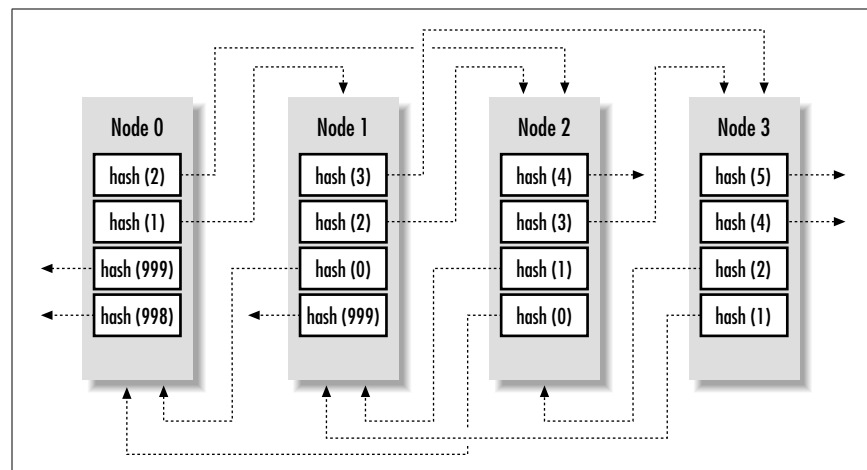 Node 0
hash (2)
hash (1)
hash (999)
hash (998)
Node 1
hash (3)
hash (2)
hash (0)
hash (999)
Node 2
hash (4)
hash (3)
hash (1)
hash (0)
Node 3
hash (5)
hash (4)
hash (2)
hash (1)